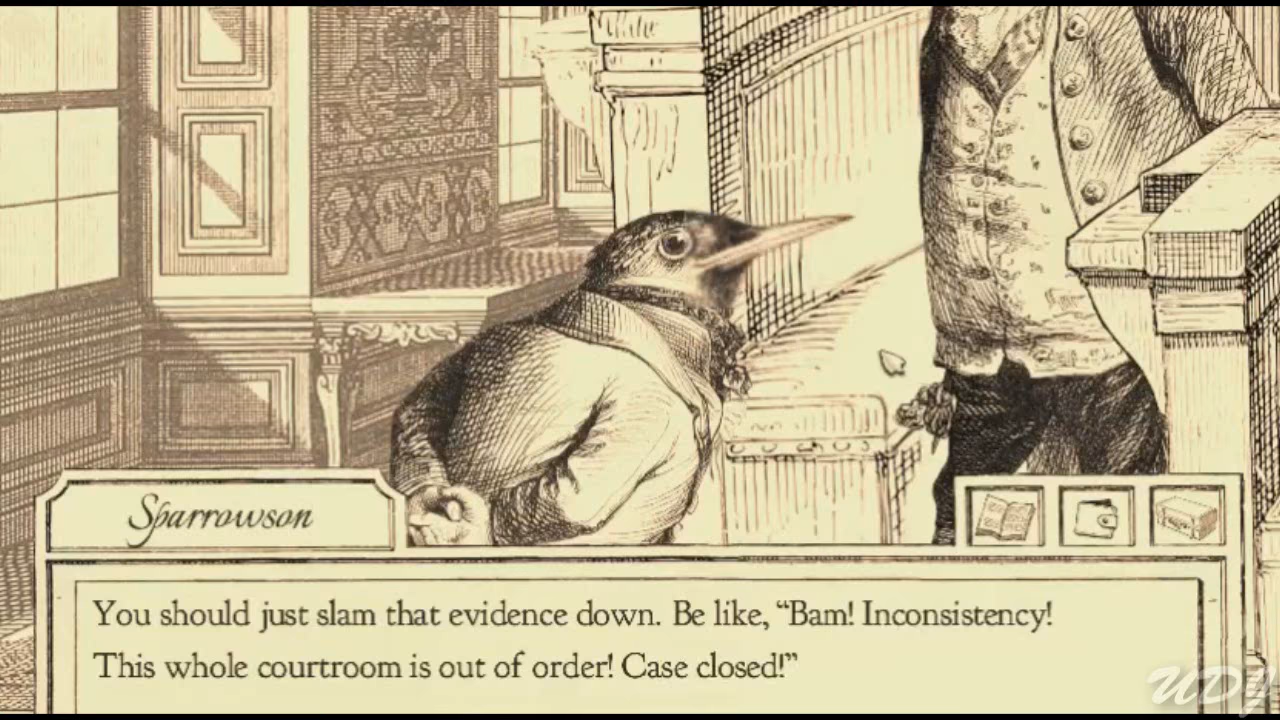 Sparrowson
You should just slam that evidence down. Be like, “Bam! Inconsistency!
This whole courtroom is out of order! Case closed!”